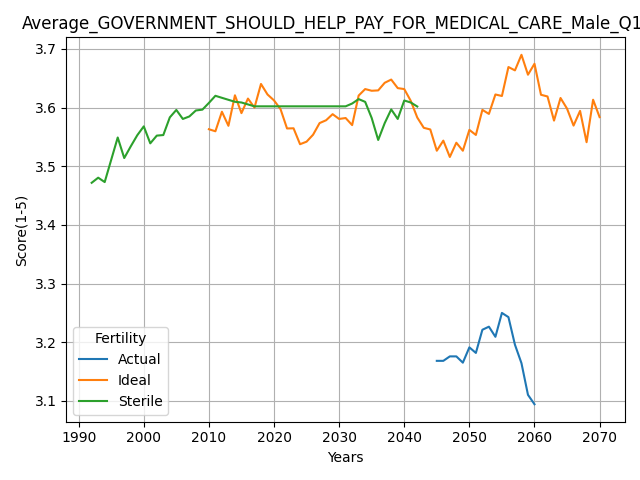 Average_GOVERNMENT_SHOULD_HELP_PAY_FOR_MEDICAL_CARE_Male_Q1
3.7
3.6
3.5
3.4
3.3
3.2
3.1
Score(1-5)
Fertility
Actual
Ideal
Sterile
1990 2000 2010 2020 2030 2040 2050 2060 2070
Years